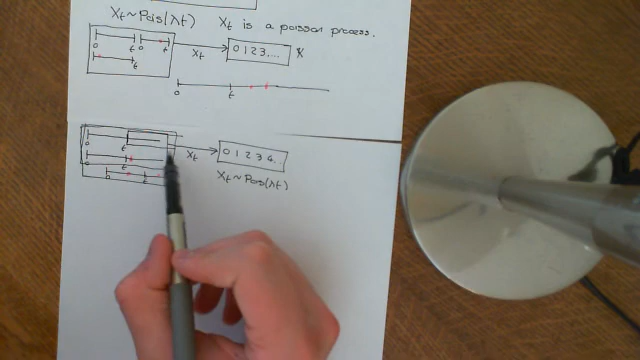 Xt~Pois(λt) Xt is a poisson process.
0 t 0 t
0 t
Xt
0 1 2 3,...
0 t
0 t
0 t
0 t
Xt
0 1 2 3 4...
Xt~Pois(λt)